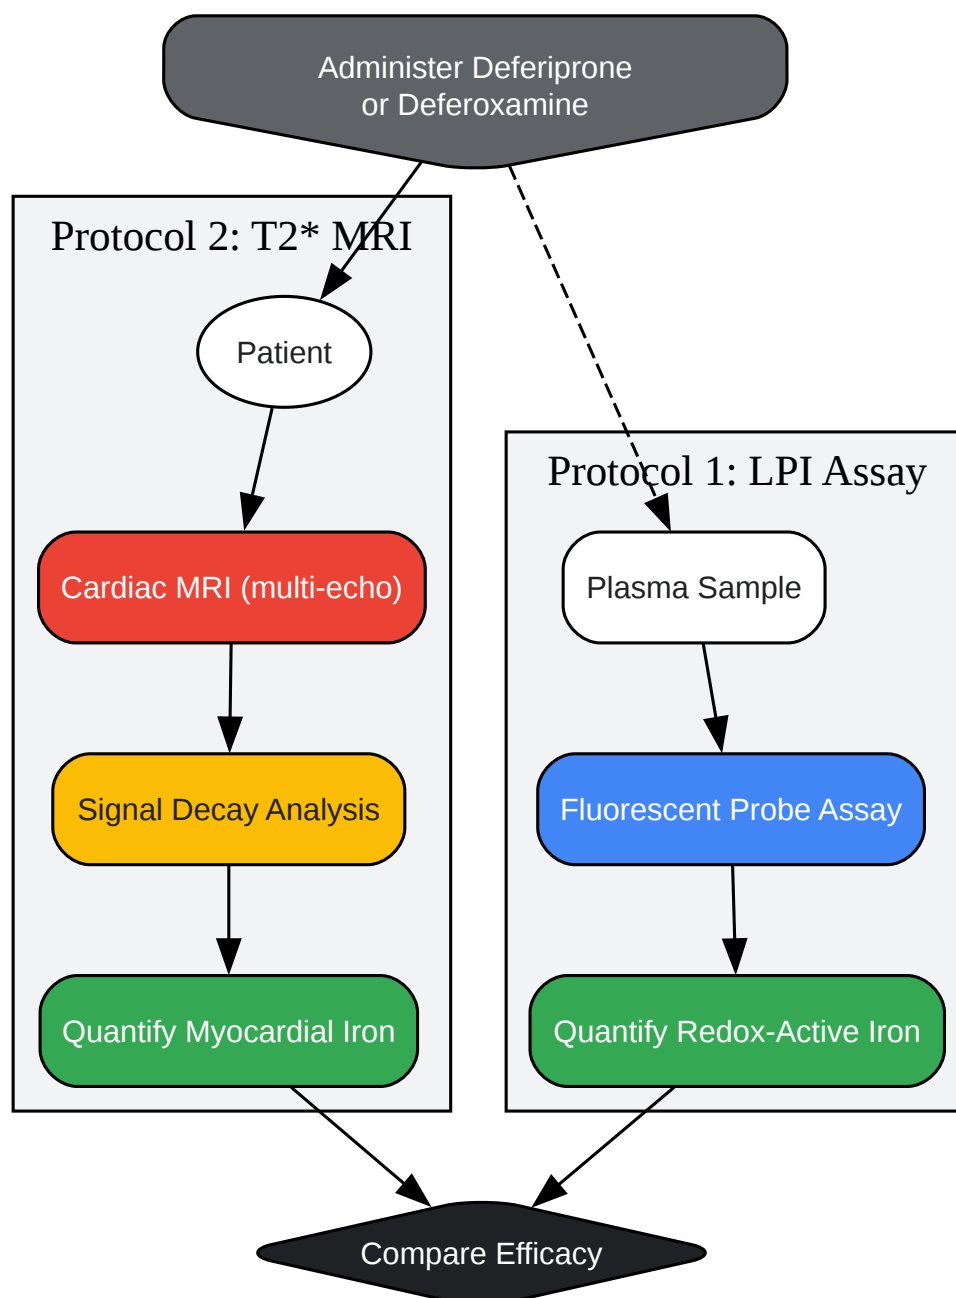 Administer Deferiprone
or Deferoxamine
Protocol 2: T2* MRI
Patient
Cardiac MRI (multi-echo)
Signal Decay Analysis
Quantify Myocardial Iron
Protocol 1: LPI Assay
Plasma Sample
Fluorescent Probe Assay
Quantify Redox-Active Iron
Compare Efficacy